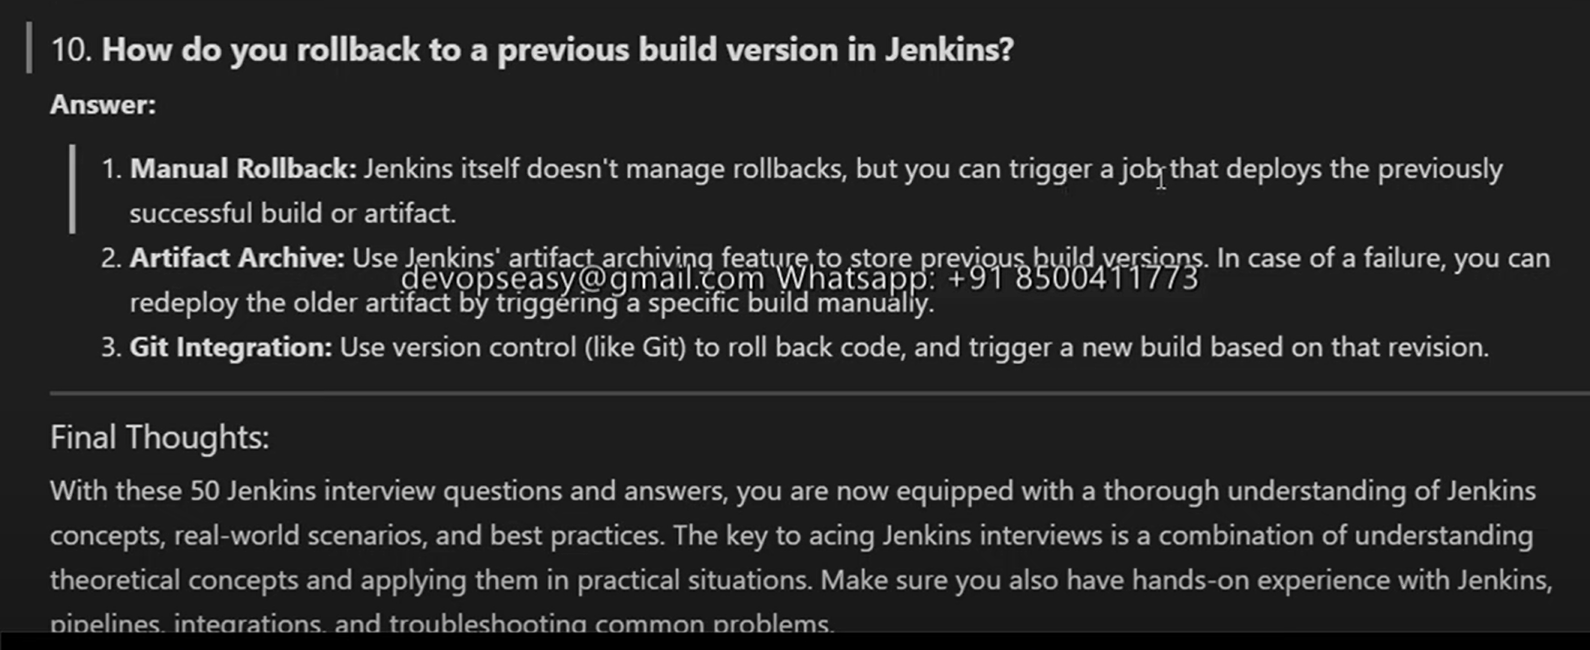 10. How do you rollback to a previous build version in Jenkins?
Answer:
1. Manual Rollback: Jenkins itself doesn't manage rollbacks, but you can trigger a job that deploys the previously
successful build or artifact.
2. Artifact Archive: Use Jenkins' artifact archiving feature to store previous build versions. In case of a failure, you can
devopseasy@gmail.com Whatsapp: +91 8500411773
redeploy the older artifact by triggering a specific build manually.
3. Git Integration: Use version control (like Git) to roll back code, and trigger a new build based on that revision.
Final Thoughts:
With these 50 Jenkins interview questions and answers, you are now equipped with a thorough understanding of Jenkins
concepts, real-world scenarios, and best practices. The key to acing Jenkins interviews is a combination of understanding
theoretical concepts and applying them in practical situations. Make sure you also have hands-on experience with Jenkins,
pipelines, integrations, and troubleshooting common problems.